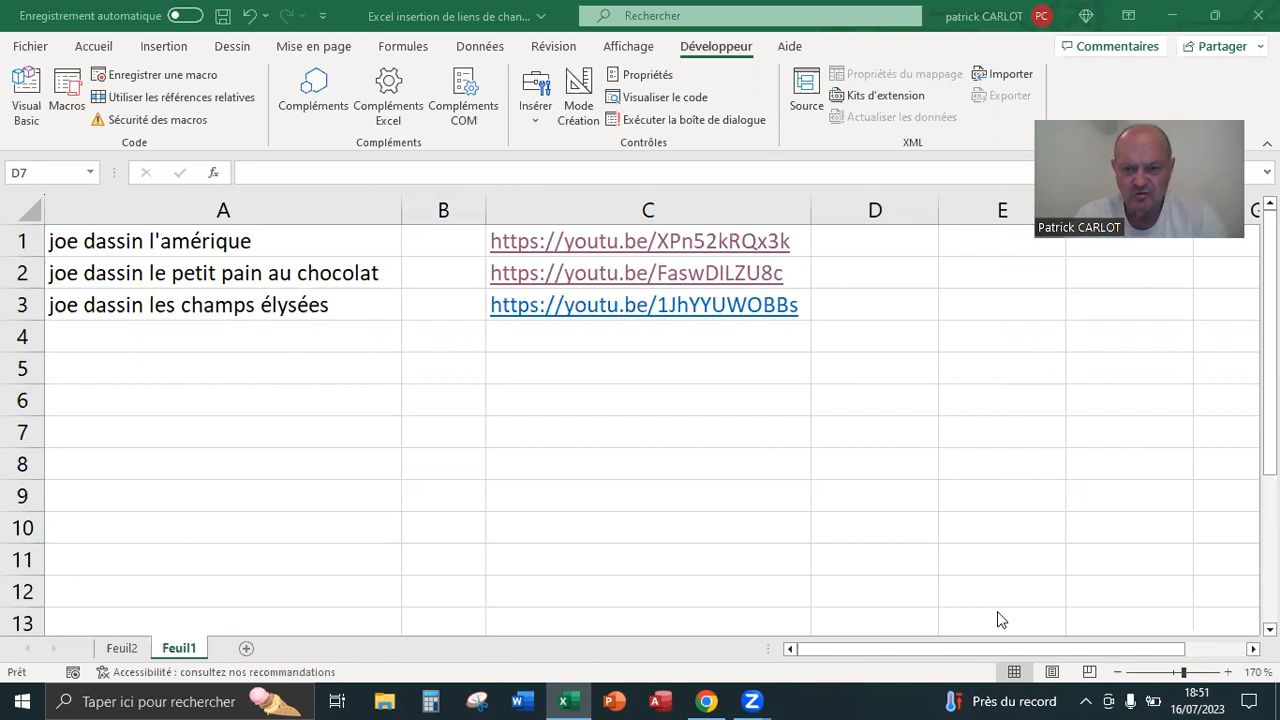 Enregistrement automatique
Excel insertion de liens de chan...
Rechercher
patrick CARLOT
PC
Fichier
Accueil
Insertion
Dessin
Mise en page
Formules
Données
Révision
Affichage
Développeur
Aide
Commentaires
Partager
Visual Basic
Macros
Enregistrer une macro
Utiliser les références relatives
Sécurité des macros
Code
Compléments
Compléments Excel
Compléments COM
Compléments
Insérer
Mode Création
Propriétés
Visualiser le code
Exécuter la boîte de dialogue
Contrôles
Source
Propriétés du mappage
Kits d'extension
Actualiser les données
Importer
Exporter
XML
Patrick CARLOT
D7
fx
A B C D E G
1 joe dassin l'amérique https://youtu.be/XPn52kRQx3k
2 joe dassin le petit pain au chocolat https://youtu.be/FaswDILZU8c
3 joe dassin les champs élysées https://youtu.be/1JhYYUWOBBs
4
5
6
7
8
9
10
11
12
13
Feuil2
Feuil1
Prêt
Accessibilité : consultez nos recommandations
170 %
Taper ici pour rechercher
Près du record
18:51
16/07/2023